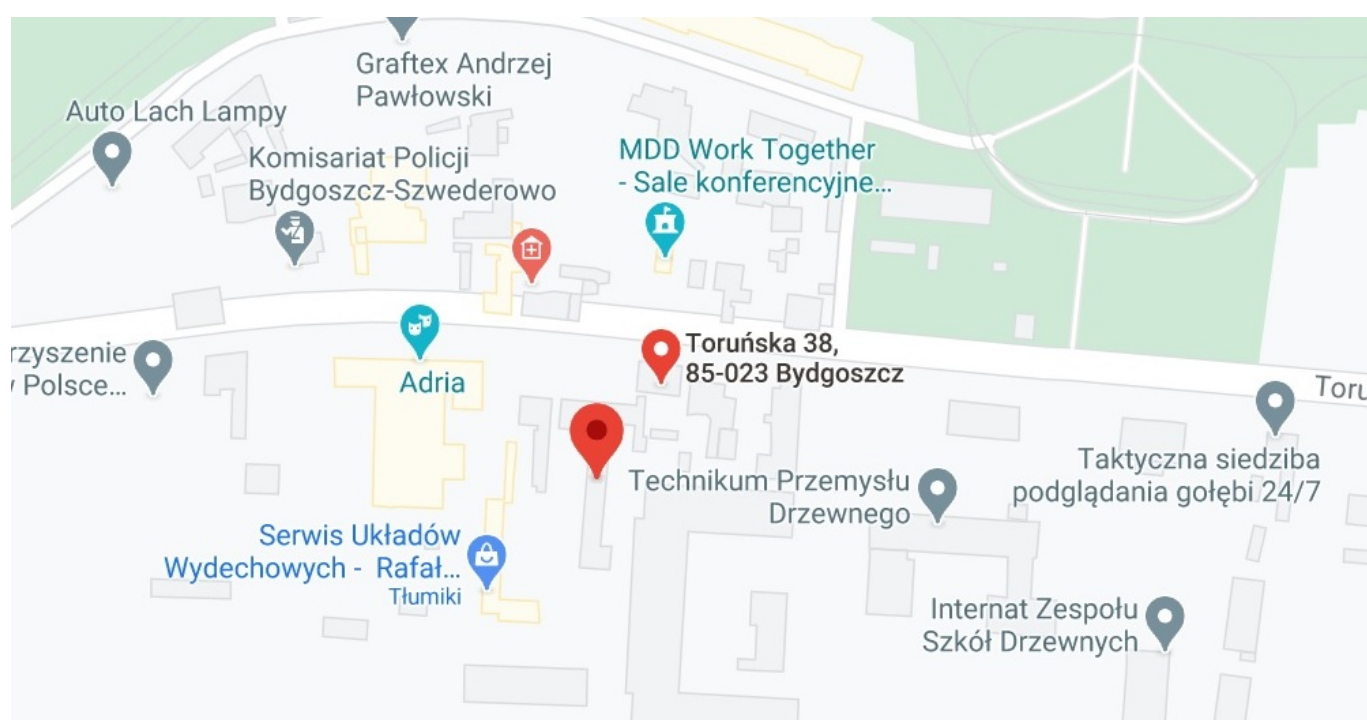 Graftex Andrzej
Pawłowski
Auto Lach Lampy
Komisariat Policji
Bydgoszcz-Szwederowo
MDD Work Together
- Sale konferencyjne...
rzyszenie
Polsce...
Adria
Toruńska 38,
85-023 Bydgoszcz
Toru
Taktyczna siedziba
podglądania gołębi 24/7
Technikum Przemysłu
Drzewnego
Serwis Układów
Wydechowych - Rafał...
Tłumiki
Internat Zespołu
Szkół Drzewnych